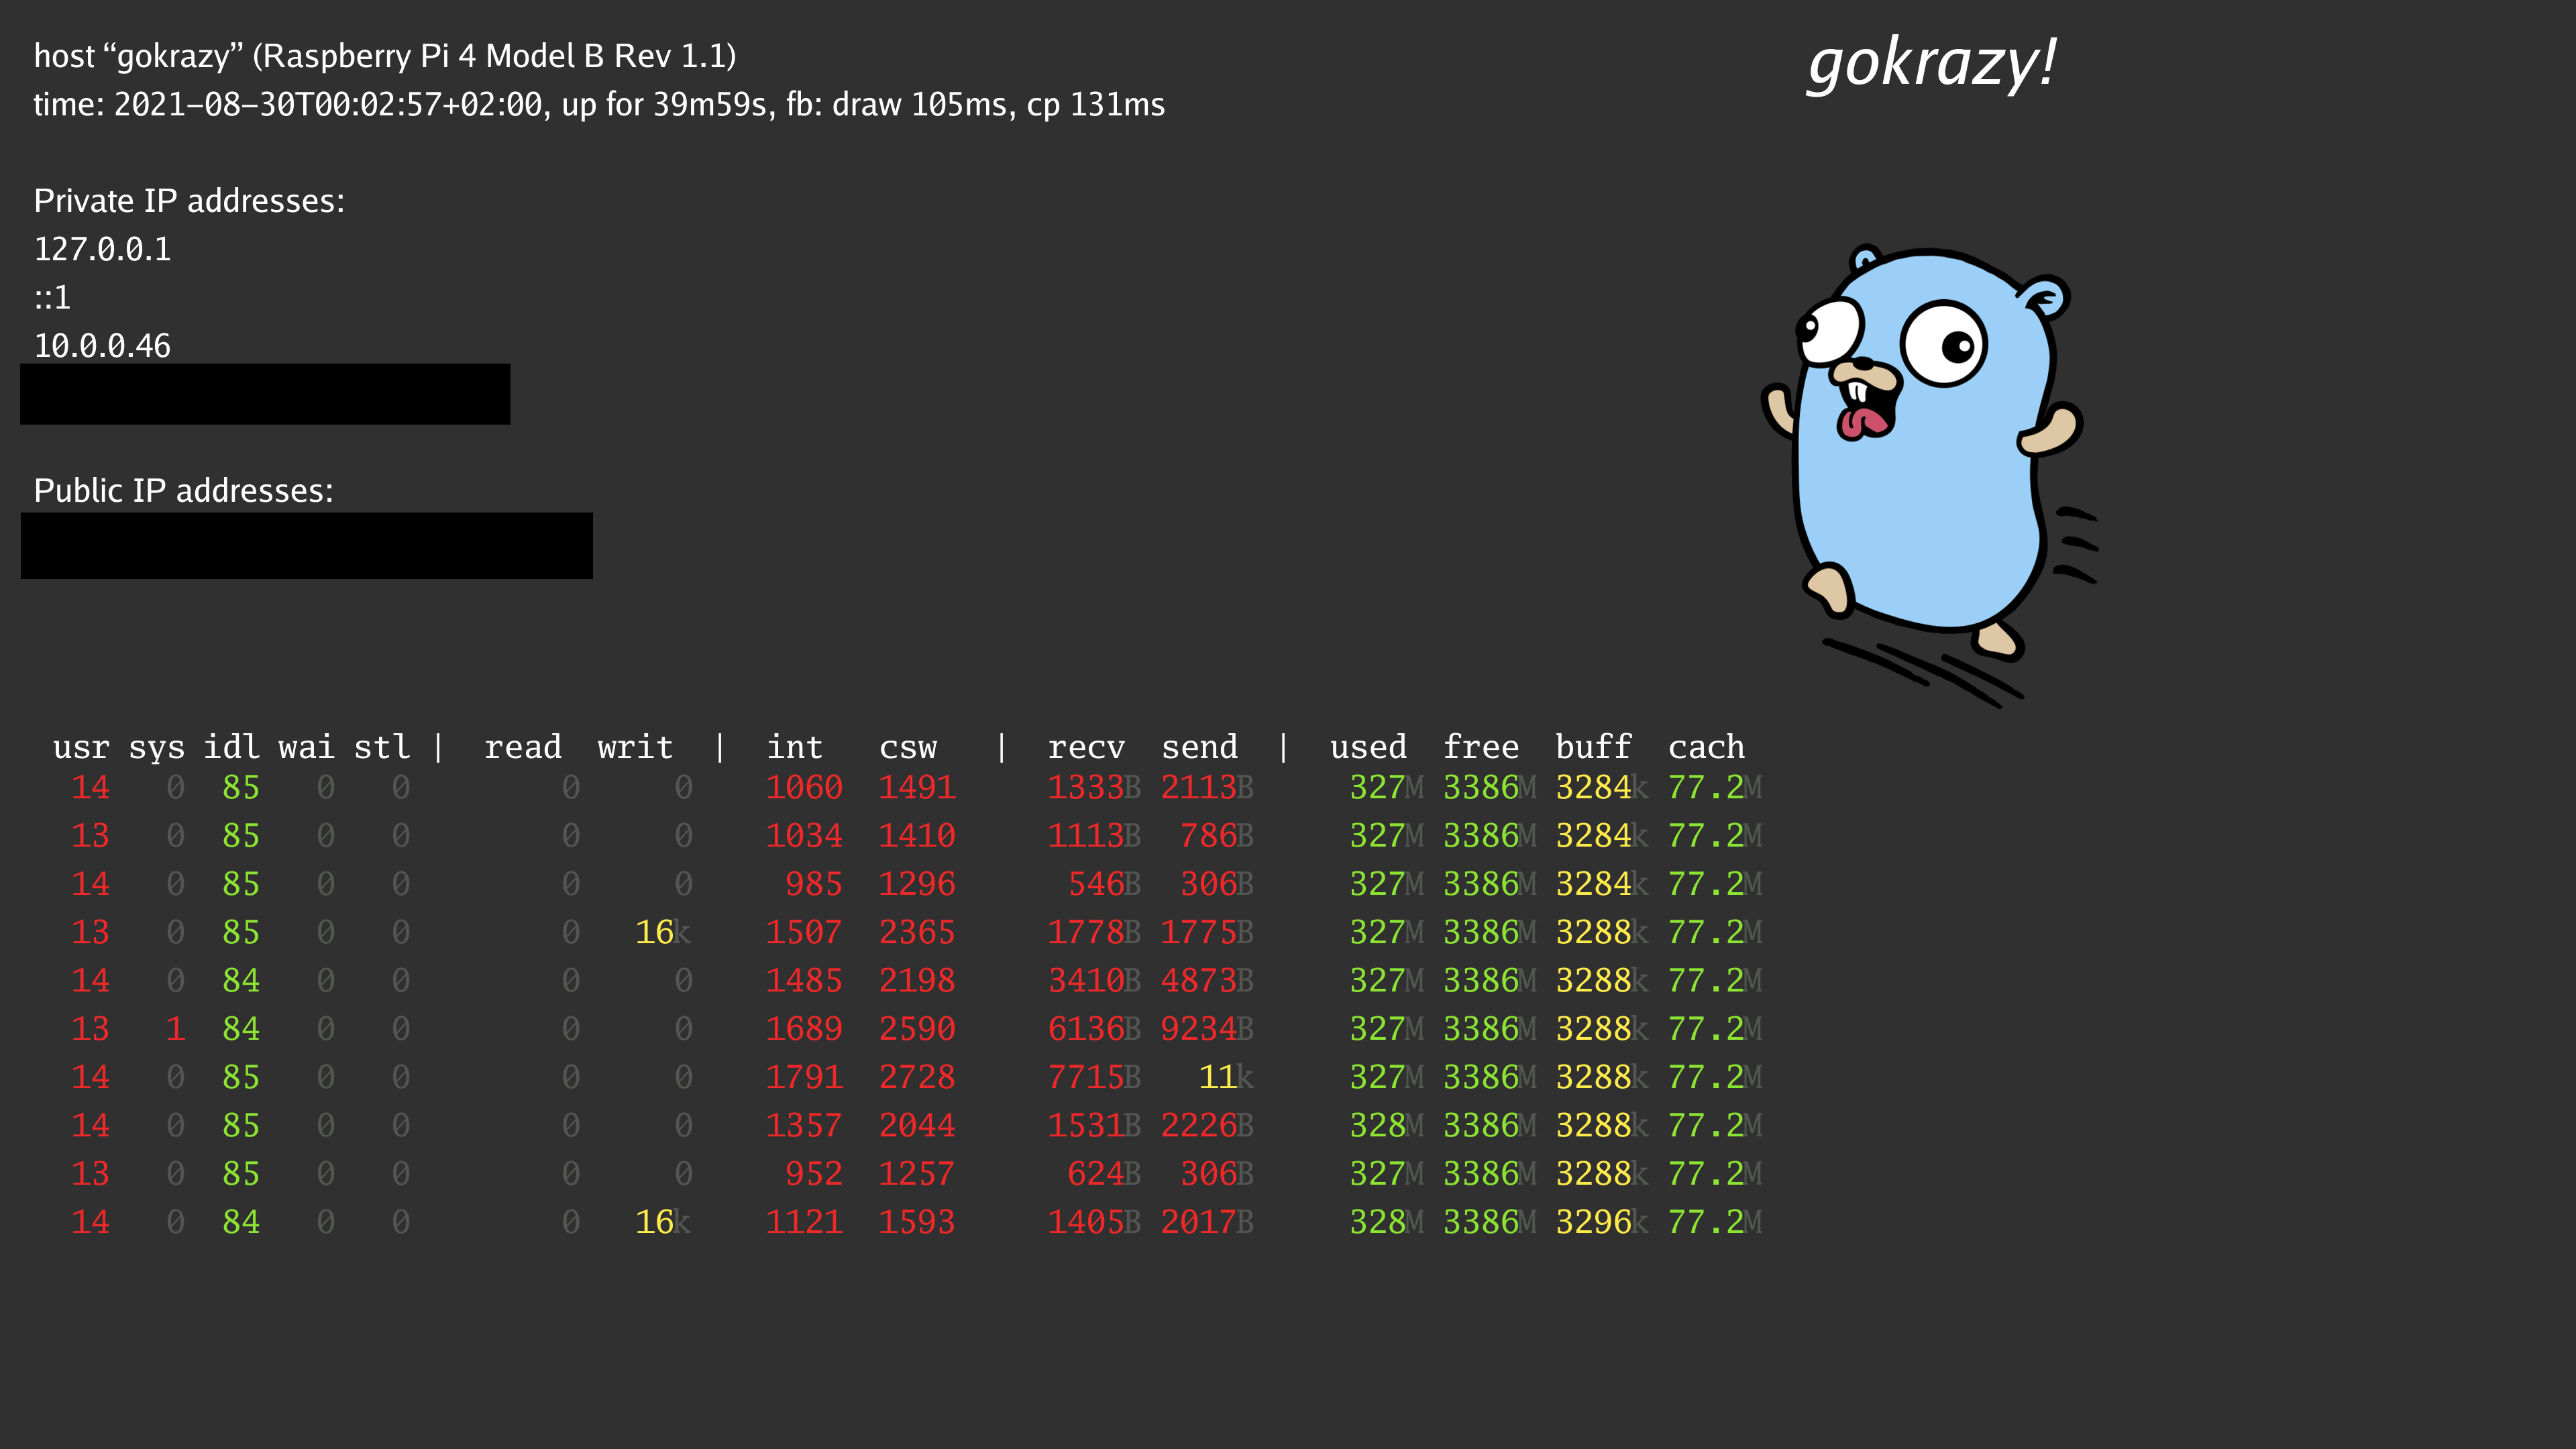 host “gokrazy” (Raspberry Pi 4 Model B Rev 1.1)
time: 2021–08–30T00:02:57+02:00, up for 39m59s, fb: draw 105ms, cp 131ms
gokrazy!
Private IP addresses:
127.0.0.1
::1
10.0.0.46
Public IP addresses:
usr sys idl wai stl | read writ | int csw | recv send | used free buff cach
14 0 85 0 0 0 0 1060 1491 1333B 2113B 327M 3386M 3284k 77.2M
13 0 85 0 0 0 0 1034 1410 1113B 786B 327M 3386M 3284k 77.2M
14 0 85 0 0 0 0 985 1296 546B 306B 327M 3386M 3284k 77.2M
13 0 85 0 0 0 16k 1507 2365 1778B 1775B 327M 3386M 3288k 77.2M
14 0 84 0 0 0 0 1485 2198 3410B 4873B 327M 3386M 3288k 77.2M
13 1 84 0 0 0 0 1689 2590 6136B 9234B 327M 3386M 3288k 77.2M
14 0 85 0 0 0 0 1791 2728 7715B 11k 327M 3386M 3288k 77.2M
14 0 85 0 0 0 0 1357 2044 1531B 2226B 328M 3386M 3288k 77.2M
13 0 85 0 0 0 0 952 1257 624B 306B 327M 3386M 3288k 77.2M
14 0 84 0 0 0 16k 1121 1593 1405B 2017B 328M 3386M 3296k 77.2M